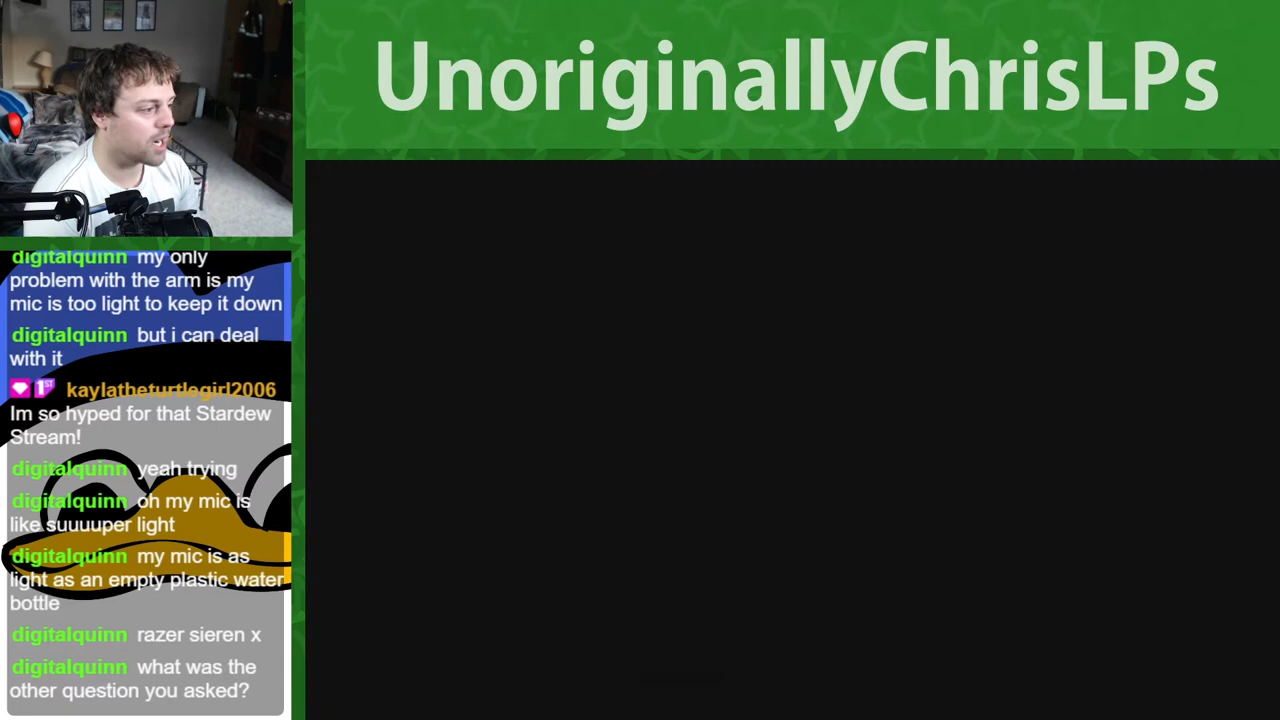 UnoriginallyChrisLPs
digitalquinn my only
problem with the arm is my
mic is too light to keep it down
digitalquinn but i can deal
with it
1ST kaylatheturtlegirl2006
Im so hyped for that Stardew
Stream!
digitalquinn yeah trying
digitalquinn oh my mic is
like suuuuper light
digitalquinn my mic is as
light as an empty plastic water
bottle
digitalquinn razer sieren x
digitalquinn what was the
other question you asked?